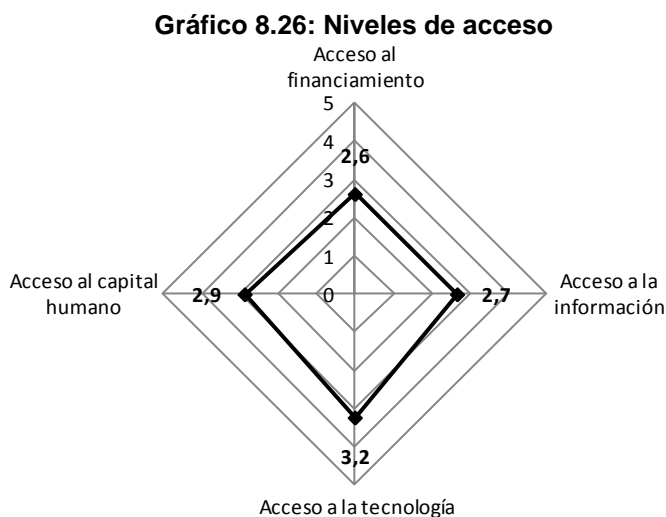 Gráfico 8.26: Niveles de acceso
Acceso al
financiamiento
5
4
2,6
3
2
1
Acceso al capital
humano
2,9
0
2,7
Acceso a la
información
3,2
Acceso a la tecnología